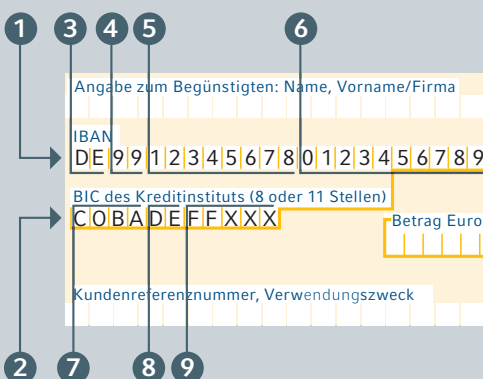 1 3 4 5 6
Angabe zum Begünstigten: Name, Vorname/Firma
IBAN
DE99123456780123456789
BIC des Kreditinstituts (8 oder 11 Stellen)
COBADEFFXXX
Betrag Euro
Kundenreferenznummer, Verwendungszweck
2 7 8 9